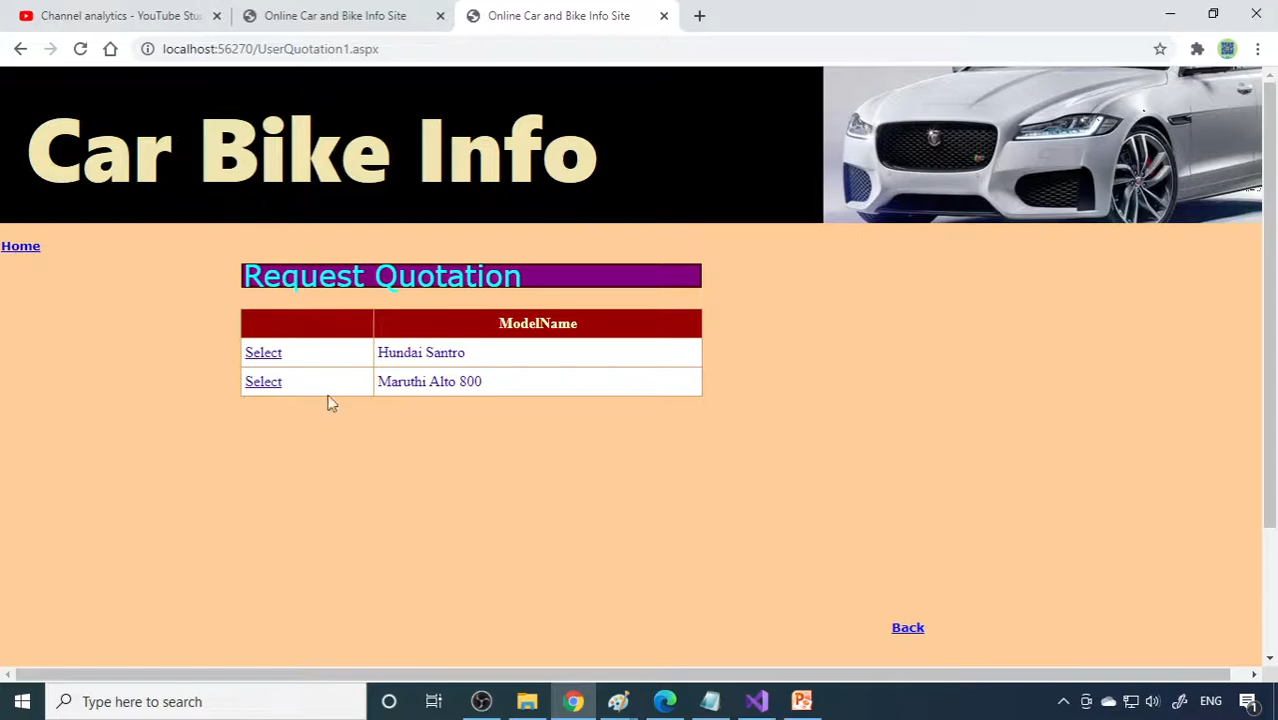 Channel analytics - YouTube Stu
Online Car and Bike Info Site
Online Car and Bike Info Site
localhost:56270/UserQuotation1.aspx
Car Bike Info
Home
Request Quotation
ModelName
Select Hundai Santro
Select Maruthi Alto 800
Back
Type here to search
ENG
1